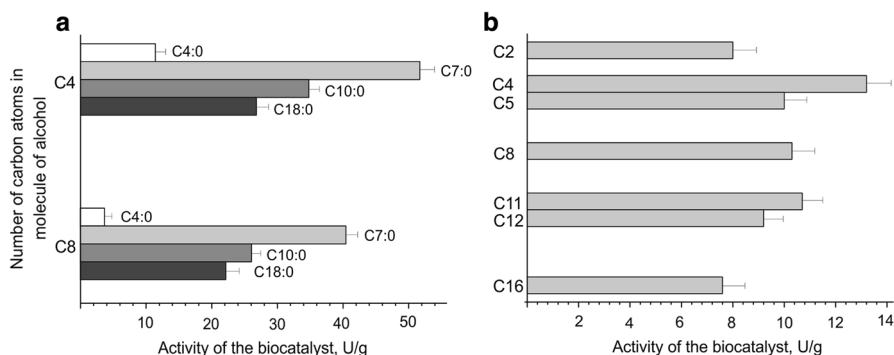 a
Number of carbon atoms in
molecule of alcohol
C4
C4:0
C7:0
C10:0
C18:0
C8
C4:0
C7:0
C10:0
C18:0
10 20 30 40 50
Activity of the biocatalyst, U/g
b
C2
C4
C5
C8
C11
C12
C16
2 4 6 8 10 12 14
Activity of the biocatalyst, U/g